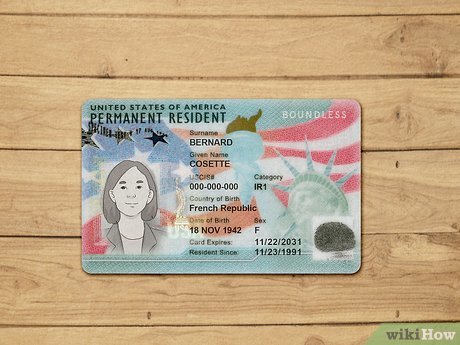 UNITED STATES OF AMERICA
PERMANENT RESIDENT
BOUNDLESS
Surname
BERNARD
Given Name
COSETTE
USCIS# Category
000-000-000 IR1
Country of Birth
French Republic
Date of Birth Sex
18 NOV 1942 F
Card Expires: 11/22/2031
Resident Since: 11/23/1991
wikiHow